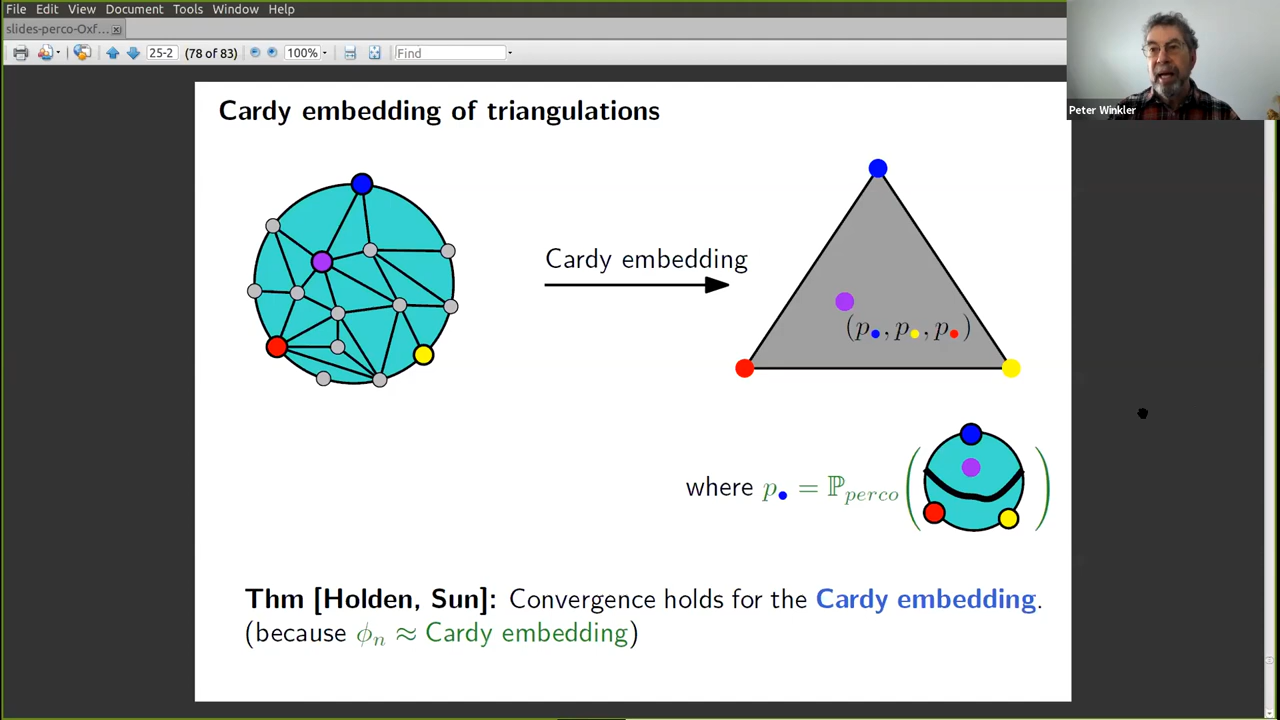 File Edit View Document Tools Window Help
slides-perco-Oxf…
25-2 (78 of 83) 100% Find
Peter Winkler
Cardy embedding of triangulations
Cardy embedding
(p●, p●, p●)
where p● = ℙperco( )
Thm [Holden, Sun]: Convergence holds for the Cardy embedding.
(because ϕn ≈ Cardy embedding)